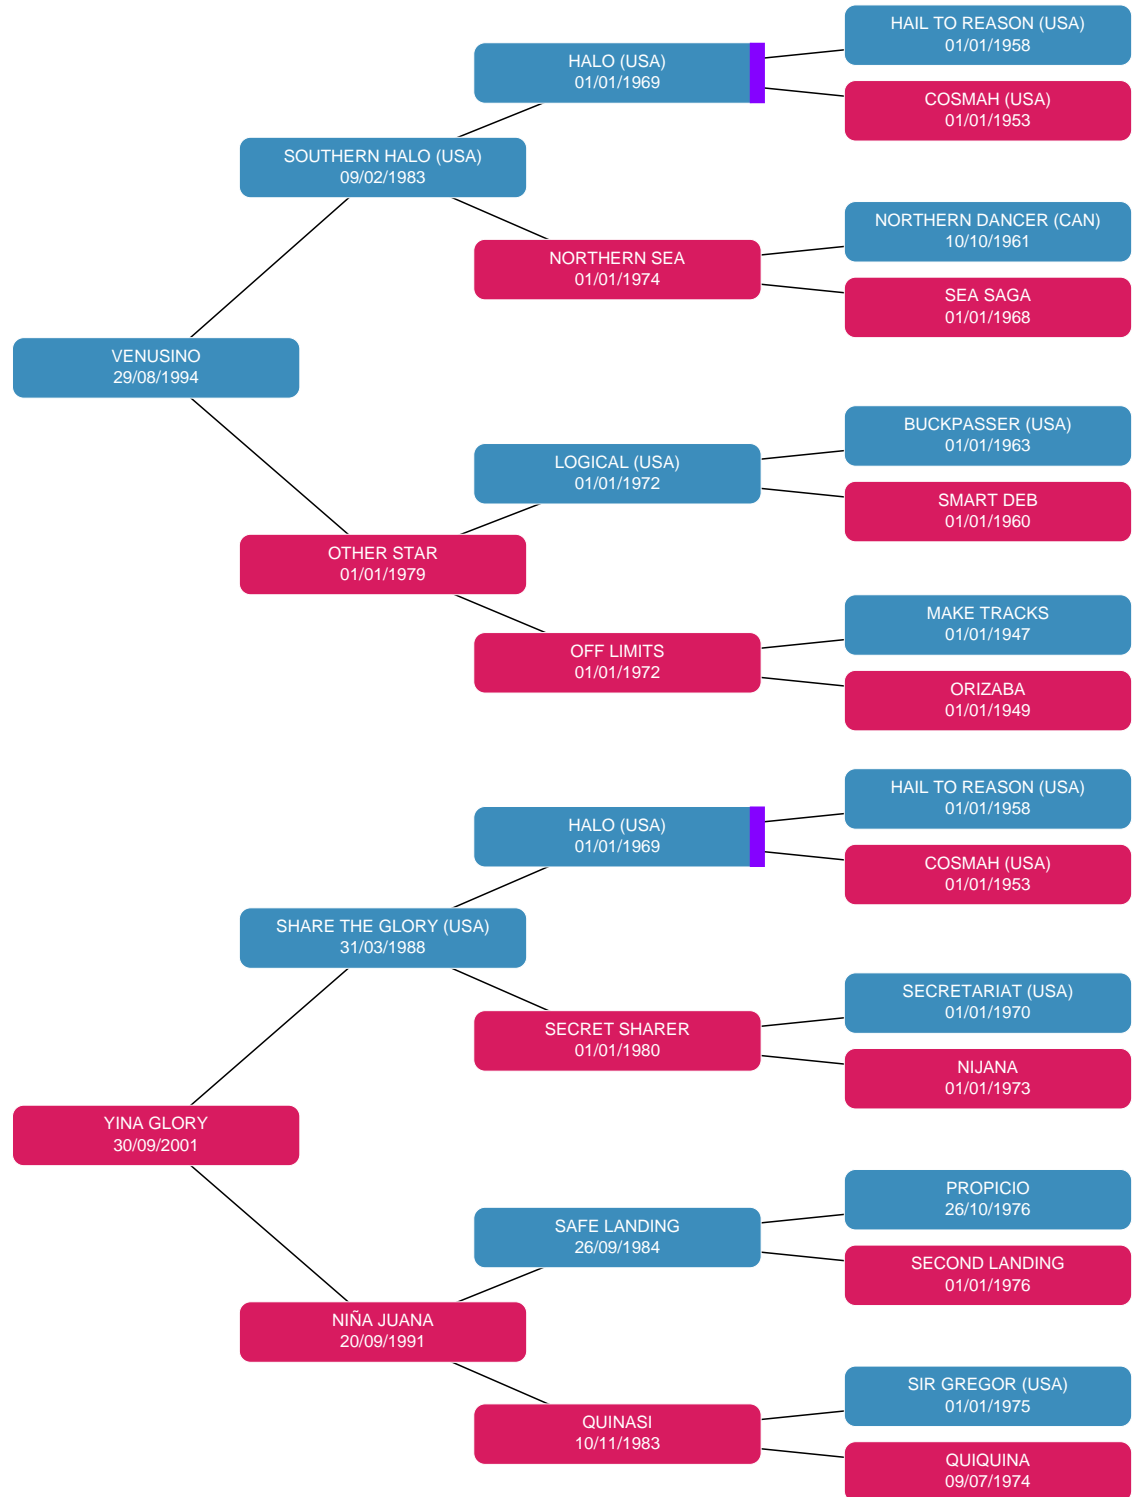 HAIL TO REASON (USA)
01/01/1958
HALO (USA)
01/01/1969
COSMAH (USA)
01/01/1953
SOUTHERN HALO (USA)
09/02/1983
NORTHERN DANCER (CAN)
10/10/1961
NORTHERN SEA
01/01/1974
SEA SAGA
01/01/1968
VENUSINO
29/08/1994
BUCKPASSER (USA)
01/01/1963
LOGICAL (USA)
01/01/1972
SMART DEB
01/01/1960
OTHER STAR
01/01/1979
MAKE TRACKS
01/01/1947
OFF LIMITS
01/01/1972
ORIZABA
01/01/1949
HAIL TO REASON (USA)
01/01/1958
HALO (USA)
01/01/1969
COSMAH (USA)
01/01/1953
SHARE THE GLORY (USA)
31/03/1988
SECRETARIAT (USA)
01/01/1970
SECRET SHARER
01/01/1980
NIJANA
01/01/1973
YINA GLORY
30/09/2001
PROPICIO
26/10/1976
SAFE LANDING
26/09/1984
SECOND LANDING
01/01/1976
NIÑA JUANA
20/09/1991
SIR GREGOR (USA)
01/01/1975
QUINASI
10/11/1983
QUIQUINA
09/07/1974